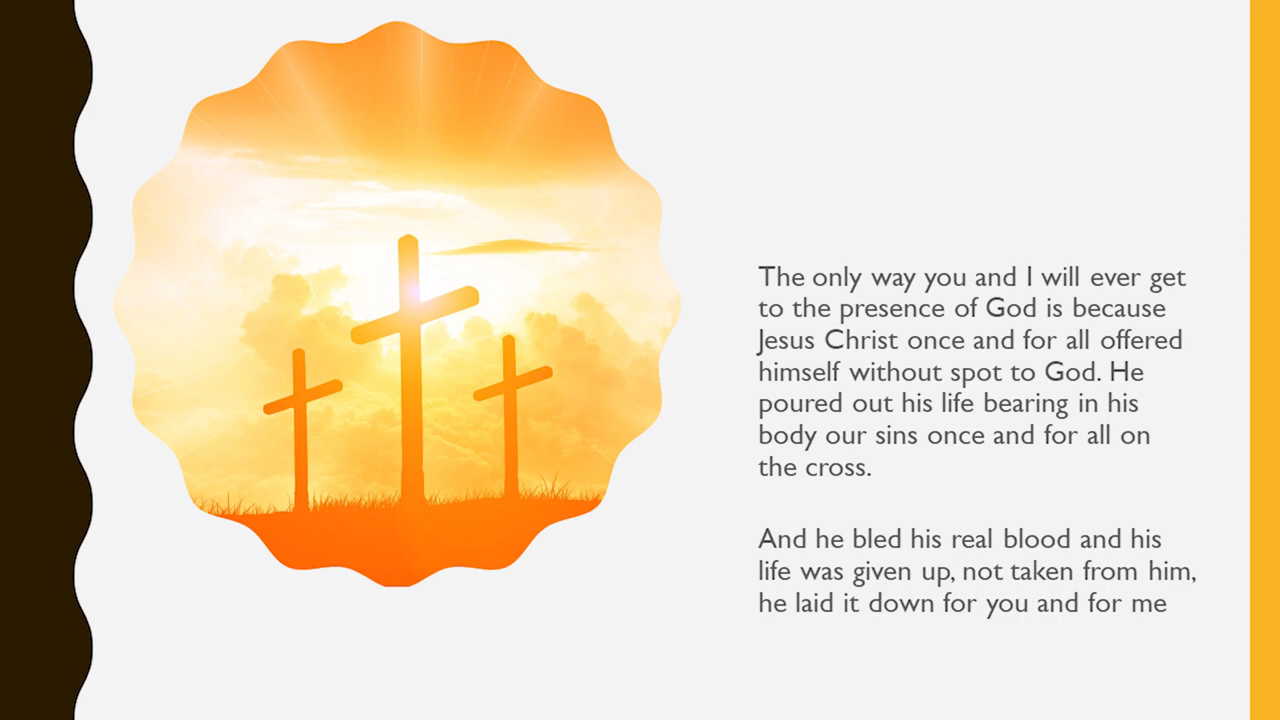 The only way you and I will ever get
to the presence of God is because
Jesus Christ once and for all offered
himself without spot to God. He
poured out his life bearing in his
body our sins once and for all on
the cross.
And he bled his real blood and his
life was given up, not taken from him,
he laid it down for you and for me